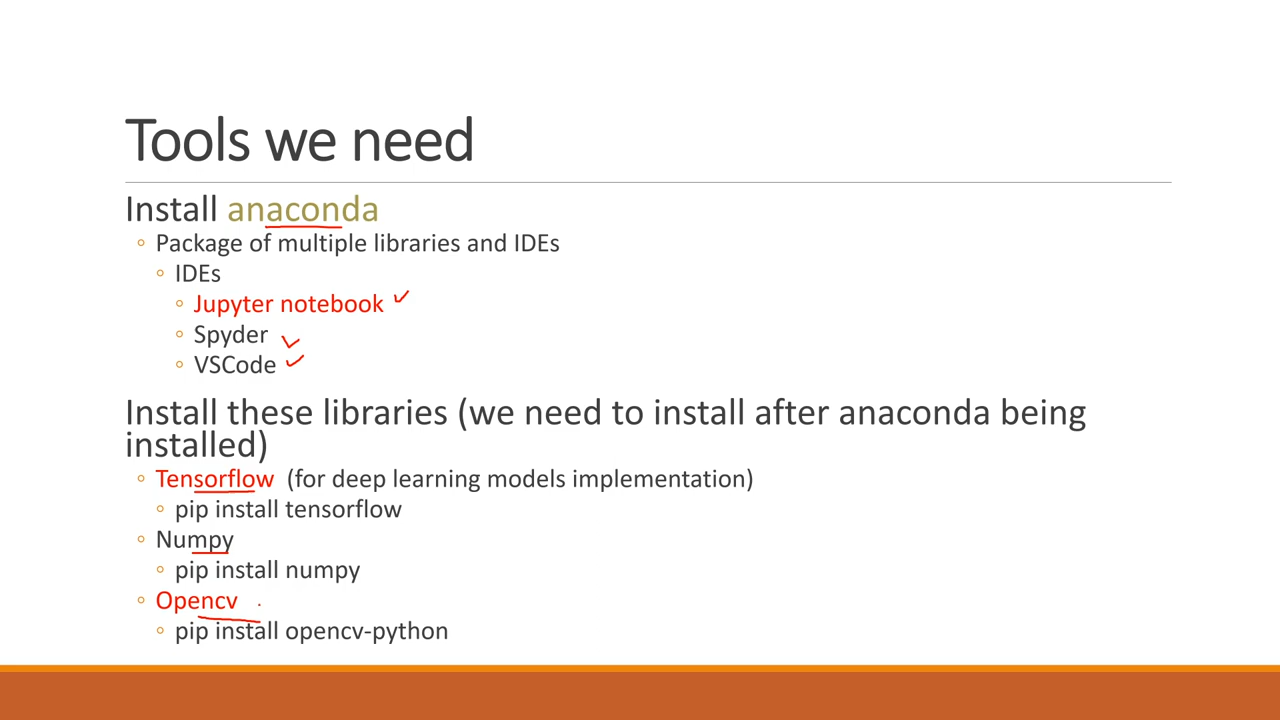 Tools we need
Install anaconda
Package of multiple libraries and IDEs
IDEs
Jupyter notebook
Spyder
VSCode
Install these libraries (we need to install after anaconda being
installed)
Tensorflow (for deep learning models implementation)
pip install tensorflow
Numpy
pip install numpy
Opencv
pip install opencv-python